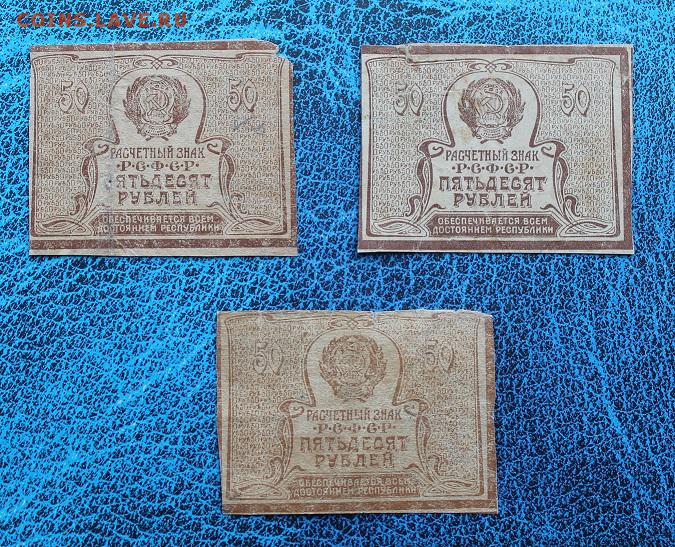 COINS.LAVE.RU
50 50
РАСЧЕТНЫЙ ЗНАК
Р·С·Ф·С·Р·
ПЯТЬДЕСЯТ
РУБЛЕЙ
ОБЕСПЕЧИВАЕТСЯ ВСЕМ
ДОСТОЯНИЕМ РЕСПУБЛИКИ
50 50
РАСЧЕТНЫЙ ЗНАК
Р·С·Ф·С·Р·
ПЯТЬДЕСЯТ
РУБЛЕЙ
ОБЕСПЕЧИВАЕТСЯ ВСЕМ
ДОСТОЯНИЕМ РЕСПУБЛИКИ
50 50
РАСЧЕТНЫЙ ЗНАК
Р·С·Ф·С·Р·
ПЯТЬДЕСЯТ
РУБЛЕЙ
ОБЕСПЕЧИВАЕТСЯ ВСЕМ
ДОСТОЯНИЕМ РЕСПУБЛИКИ